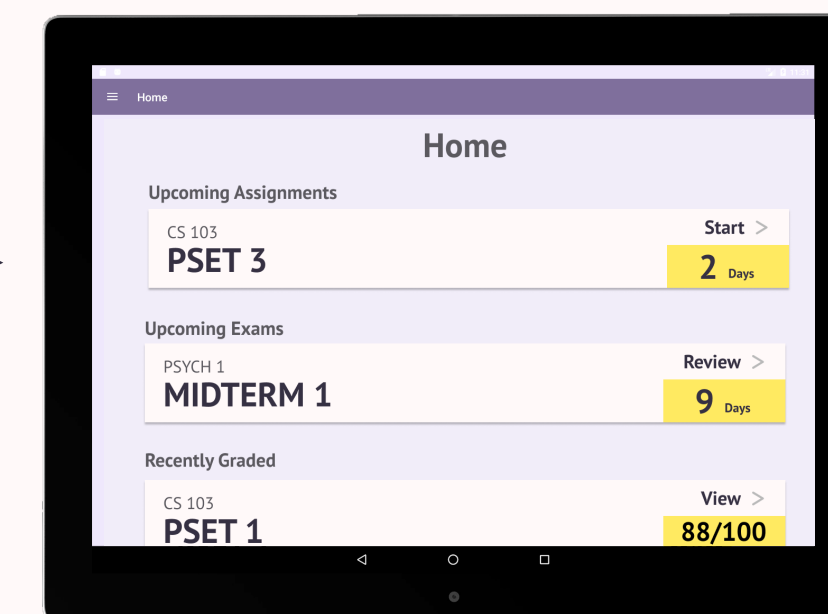 Home
Home
Upcoming Assignments
CS 103
PSET 3
Start >
2 Days
Upcoming Exams
PSYCH 1
MIDTERM 1
Review >
9 Days
Recently Graded
CS 103
PSET 1
View >
88/100